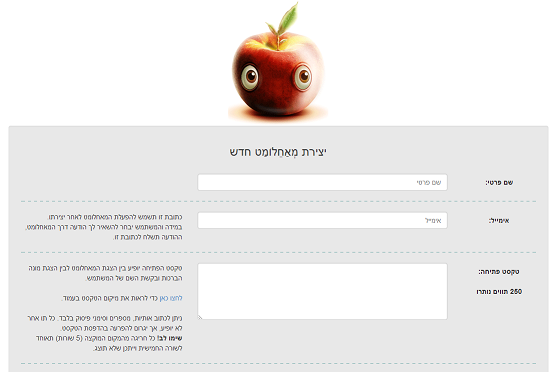 יצירת מְאַחֲלוֹמָט חדש
שם פרטי:
שם פרטי
אימייל:
אימייל
כתובת זו תשמש להפעלת המאחלומט לאחר יצירתו.
במידה והמשתמש יבחר להשאיר לך הודעה דרך המאחלומט,
ההודעה תשלח לכתובת זו.
טקסט פתיחה:
250 תווים נותרו
טקסט הפתיחה יופיע בין הצגת המאחלומט לבין הצגת מונה
הברכות ובקשת השם של המשתמש.
לחצו כאן כדי לראות את מיקום הטקסט בעמוד.
ניתן לכתוב אותיות, מספרים וסימני פיסוק בלבד. כל תו אחר
לא יופיע, אך יגרום להפרעה בהדפסת הטקסט.
שימו לב! כל חריגה מהמקום המוקצה (5 שורות) תאוחד
לשורה החמישית וייתכן שלא תוצג.